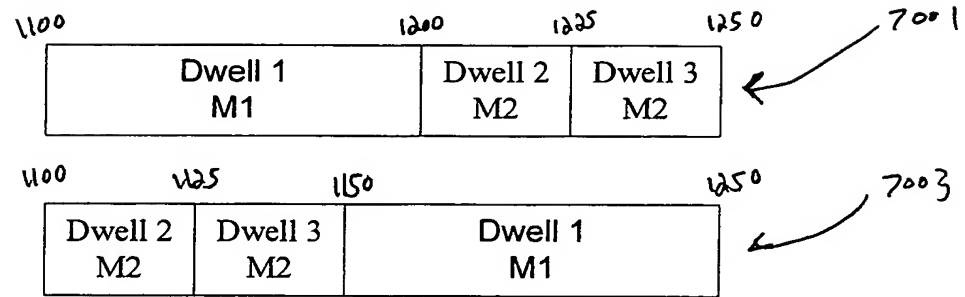 1100 1200 1225 1250 7001
Dwell 1 Dwell 2 Dwell 3
M1 M2 M2
1100 1125 1150 1250 7003
Dwell 2 Dwell 3 Dwell 1
M2 M2 M1